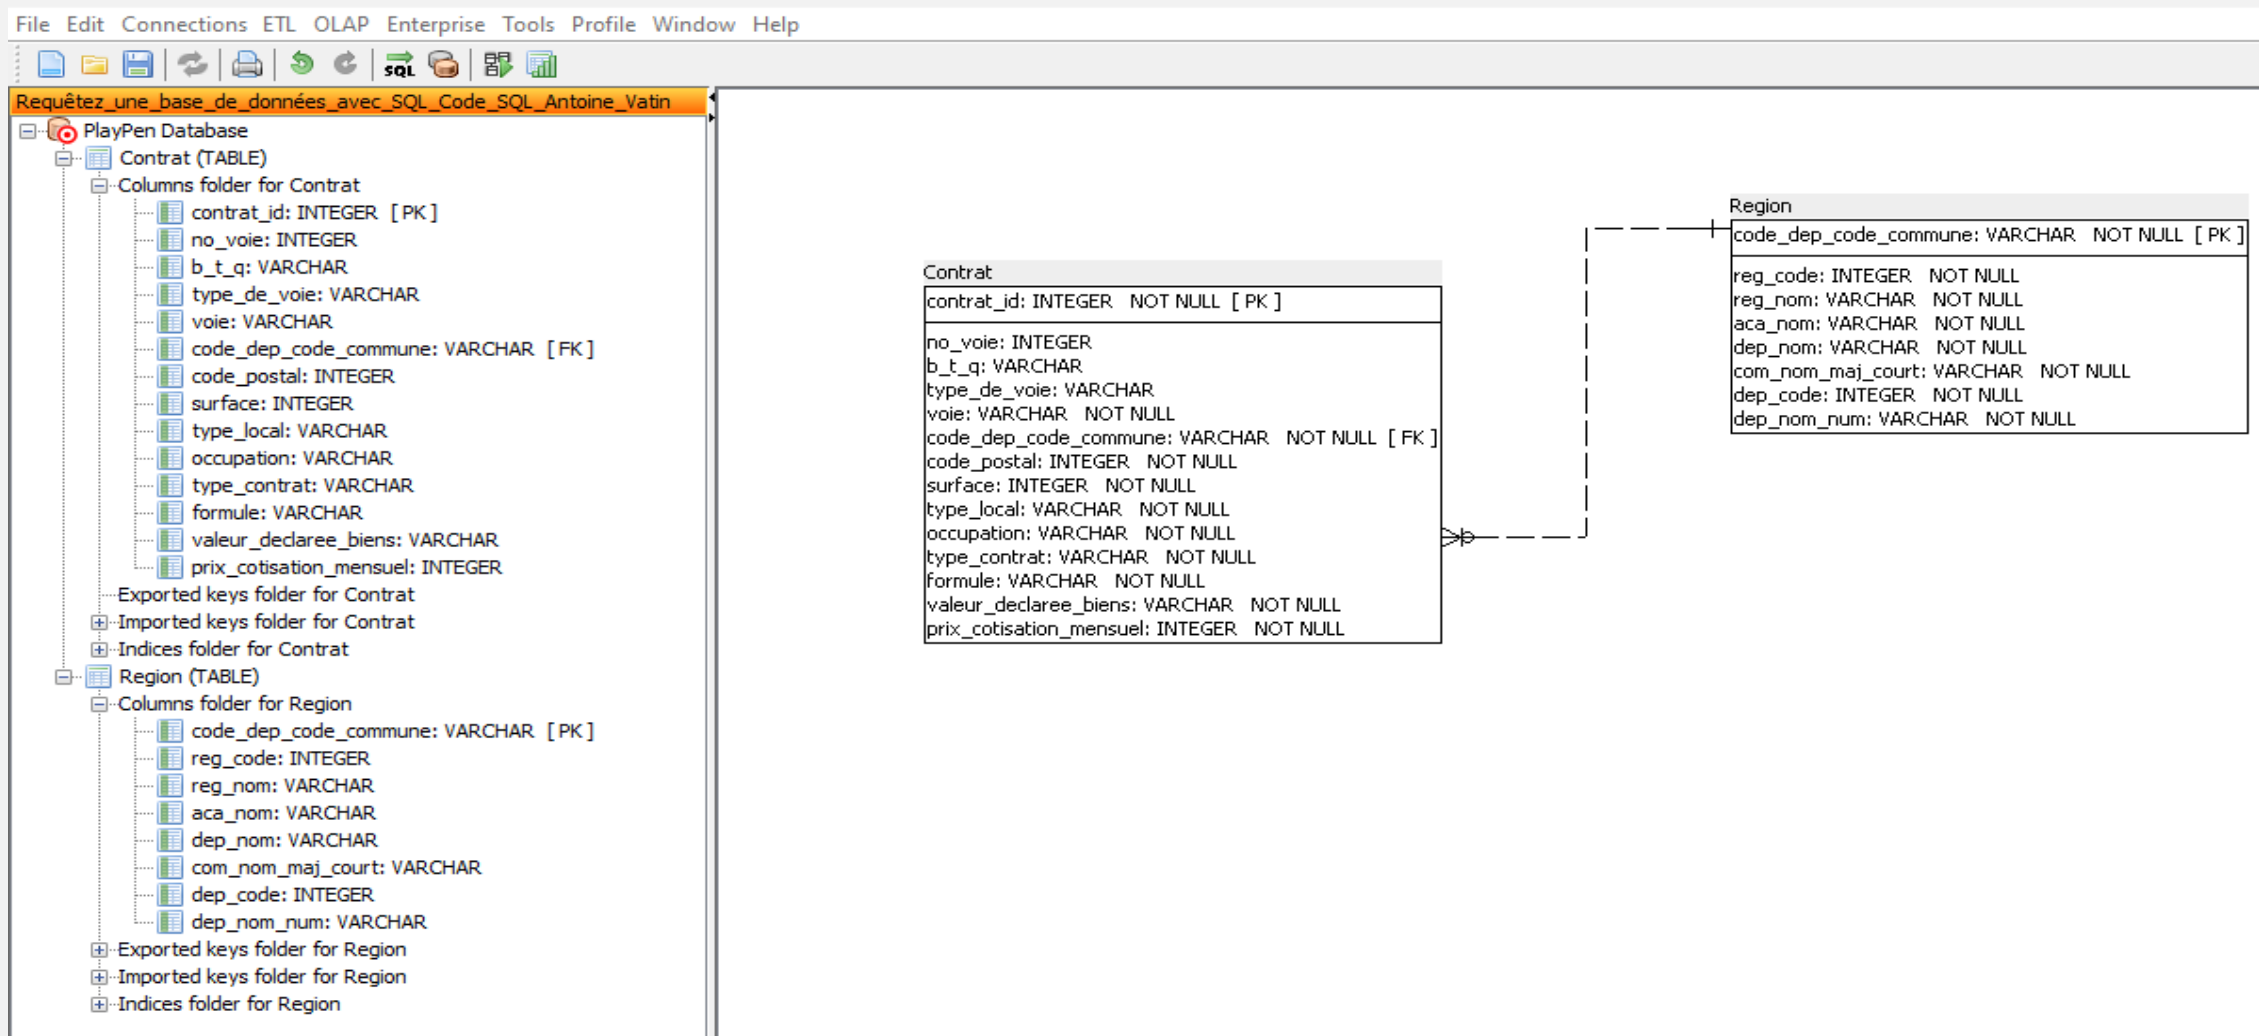 File Edit Connections ETL OLAP Enterprise Tools Profile Window Help
SQL
Requêtez_une_base_de_données_avec_SQL_Code_SQL_Antoine_Vatin
PlayPen Database
Contrat (TABLE)
Columns folder for Contrat
contrat_id: INTEGER [ PK ]
no_voie: INTEGER
b_t_q: VARCHAR
type_de_voie: VARCHAR
voie: VARCHAR
code_dep_code_commune: VARCHAR [ FK ]
code_postal: INTEGER
surface: INTEGER
type_local: VARCHAR
occupation: VARCHAR
type_contrat: VARCHAR
formule: VARCHAR
valeur_declaree_biens: VARCHAR
prix_cotisation_mensuel: INTEGER
Exported keys folder for Contrat
Imported keys folder for Contrat
Indices folder for Contrat
Region (TABLE)
Columns folder for Region
code_dep_code_commune: VARCHAR [ PK ]
reg_code: INTEGER
reg_nom: VARCHAR
aca_nom: VARCHAR
dep_nom: VARCHAR
com_nom_maj_court: VARCHAR
dep_code: INTEGER
dep_nom_num: VARCHAR
Exported keys folder for Region
Imported keys folder for Region
Indices folder for Region
Contrat
contrat_id: INTEGER NOT NULL [ PK ]
no_voie: INTEGER
b_t_q: VARCHAR
type_de_voie: VARCHAR
voie: VARCHAR NOT NULL
code_dep_code_commune: VARCHAR NOT NULL [ FK ]
code_postal: INTEGER NOT NULL
surface: INTEGER NOT NULL
type_local: VARCHAR NOT NULL
occupation: VARCHAR NOT NULL
type_contrat: VARCHAR NOT NULL
formule: VARCHAR NOT NULL
valeur_declaree_biens: VARCHAR NOT NULL
prix_cotisation_mensuel: INTEGER NOT NULL
Region
code_dep_code_commune: VARCHAR NOT NULL [ PK ]
reg_code: INTEGER NOT NULL
reg_nom: VARCHAR NOT NULL
aca_nom: VARCHAR NOT NULL
dep_nom: VARCHAR NOT NULL
com_nom_maj_court: VARCHAR NOT NULL
dep_code: INTEGER NOT NULL
dep_nom_num: VARCHAR NOT NULL